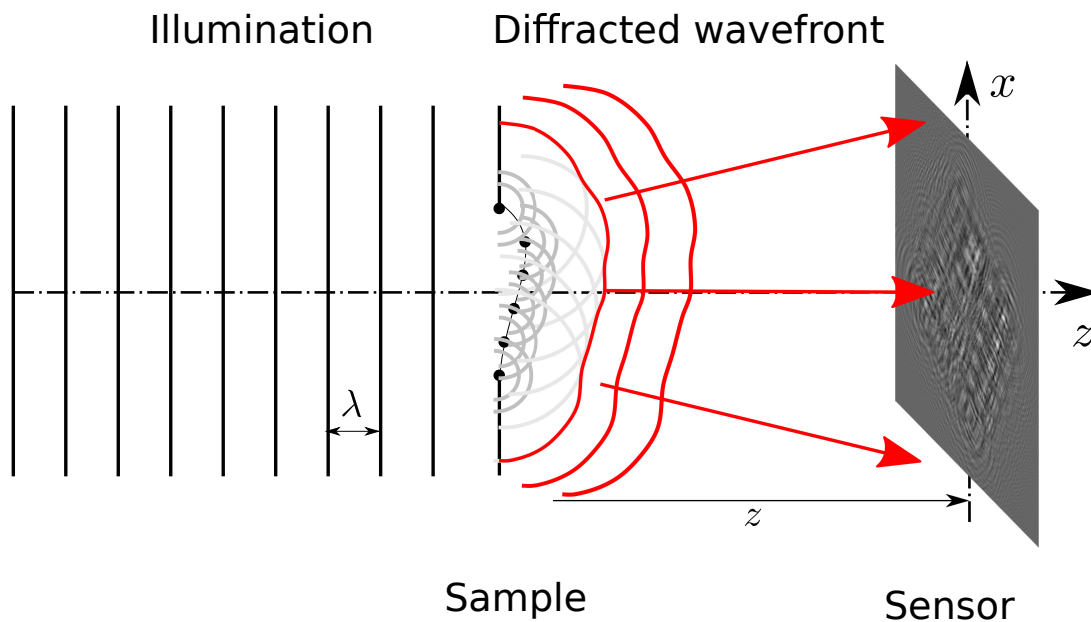 Illumination
Diffracted wavefront
x
z
λ
z
Sample
Sensor